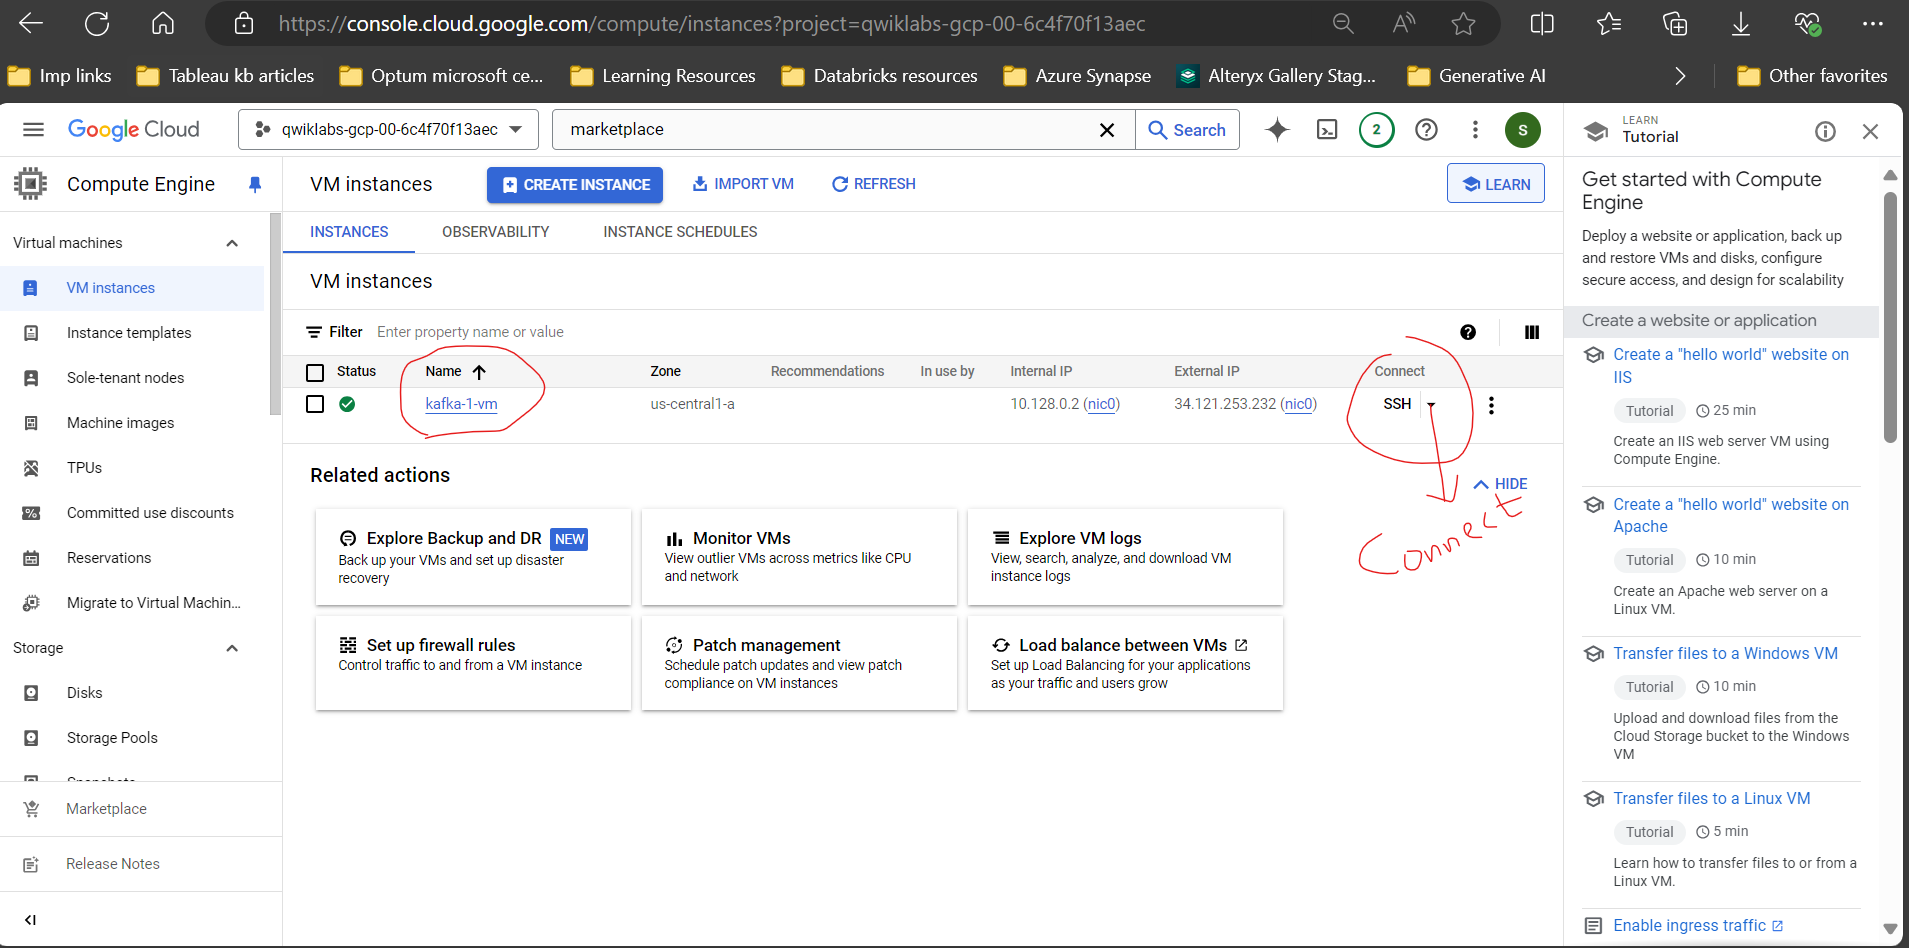 https://console.cloud.google.com/compute/instances?project=qwiklabs-gcp-00-6c4f70f13aec
Imp links
Tableau kb articles
Optum microsoft ce...
Learning Resources
Databricks resources
Azure Synapse
Alteryx Gallery Stag...
Generative AI
Other favorites
Google Cloud
qwiklabs-gcp-00-6c4f70f13aec
marketplace
Search
2
S
LEARN
Tutorial
Compute Engine
VM instances
CREATE INSTANCE
IMPORT VM
REFRESH
LEARN
INSTANCES
OBSERVABILITY
INSTANCE SCHEDULES
Virtual machines
VM instances
Instance templates
Sole-tenant nodes
Machine images
TPUs
Committed use discounts
Reservations
Migrate to Virtual Machin...
Storage
Disks
Storage Pools
Snapshots
Marketplace
Release Notes
VM instances
Filter Enter property name or value
Status Name Zone Recommendations In use by Internal IP External IP Connect
kafka-1-vm us-central1-a 10.128.0.2 (nic0) 34.121.253.232 (nic0) SSH
Connect
Related actions
HIDE
Explore Backup and DR NEW
Back up your VMs and set up disaster
recovery
Monitor VMs
View outlier VMs across metrics like CPU
and network
Explore VM logs
View, search, analyze, and download VM
instance logs
Set up firewall rules
Control traffic to and from a VM instance
Patch management
Schedule patch updates and view patch
compliance on VM instances
Load balance between VMs
Set up Load Balancing for your applications
as your traffic and users grow
Get started with Compute
Engine
Deploy a website or application, back up
and restore VMs and disks, configure
secure access, and design for scalability
Create a website or application
Create a "hello world" website on
IIS
Tutorial 25 min
Create an IIS web server VM using
Compute Engine.
Create a "hello world" website on
Apache
Tutorial 10 min
Create an Apache web server on a
Linux VM.
Transfer files to a Windows VM
Tutorial 10 min
Upload and download files from the
Cloud Storage bucket to the Windows
VM
Transfer files to a Linux VM
Tutorial 5 min
Learn how to transfer files to or from a
Linux VM.
Enable ingress traffic